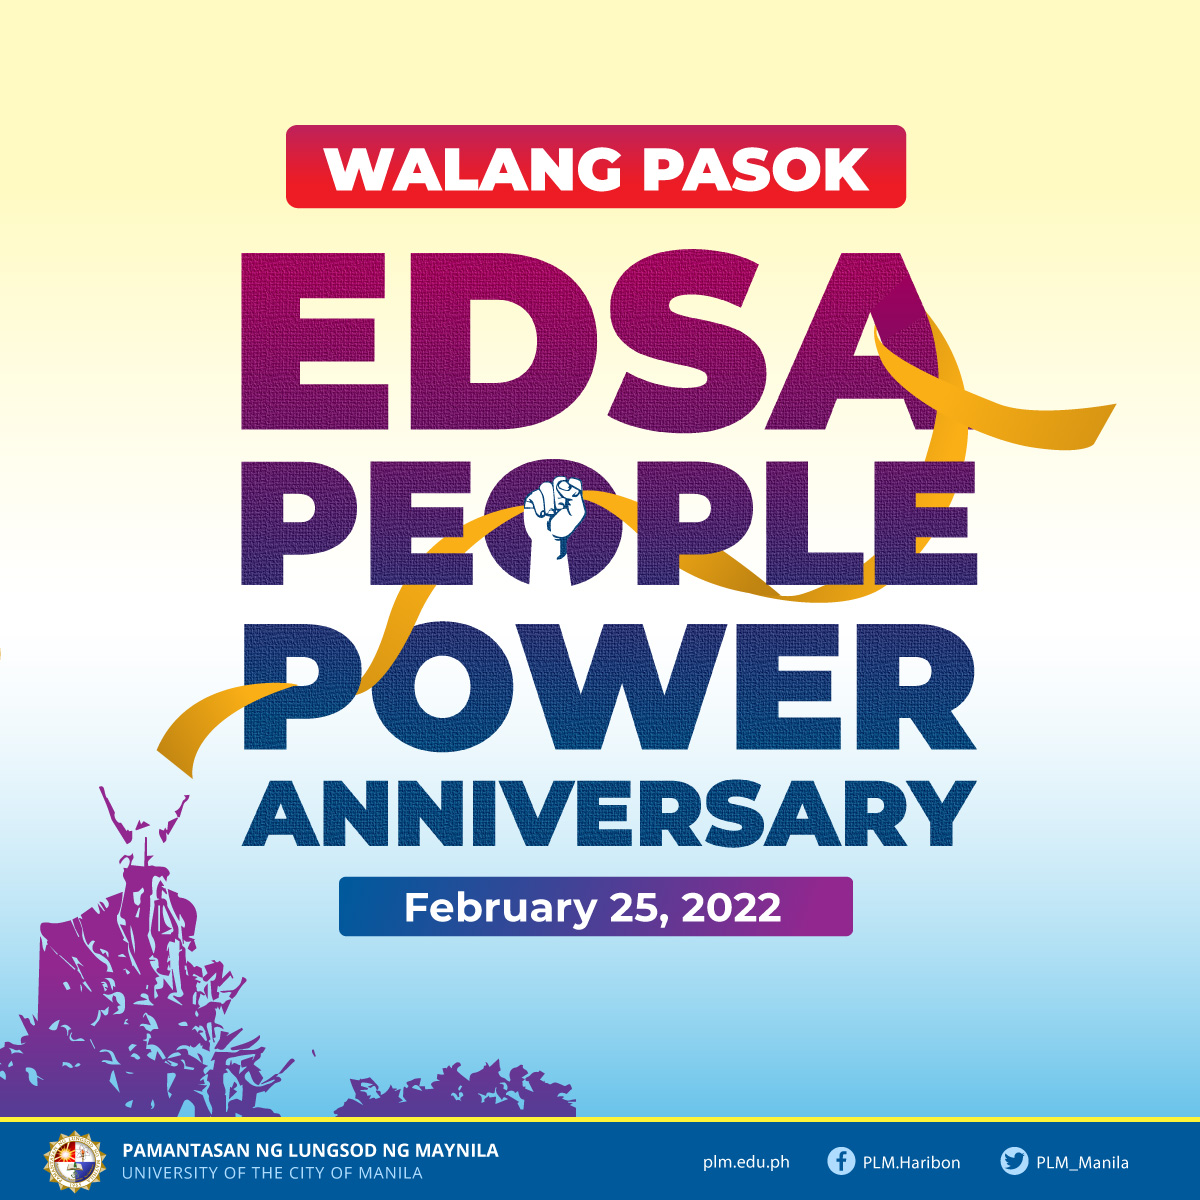 WALANG PASOK
EDSA
PEOPLE
POWER
ANNIVERSARY
February 25, 2022
PAMANTASAN NG LUNGSOD NG MAYNILA
UNIVERSITY OF THE CITY OF MANILA
plm.edu.ph
PLM.Haribon
PLM_Manila